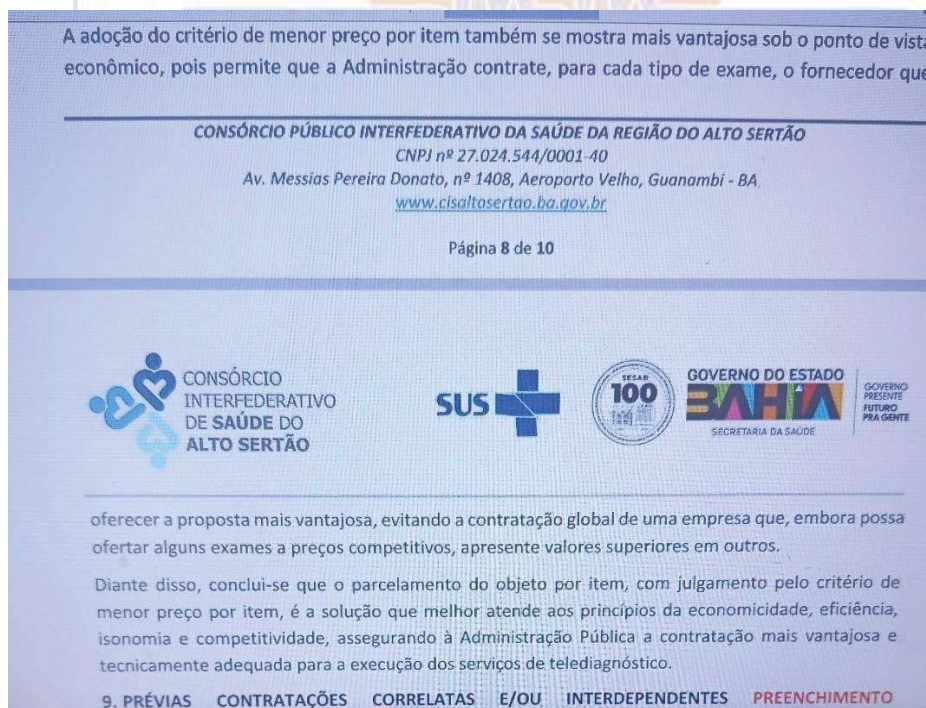 A adoção do critério de menor preço por item também se mostra mais vantajosa sob o ponto de vista
econômico, pois permite que a Administração contrate, para cada tipo de exame, o fornecedor que
CONSÓRCIO PÚBLICO INTERFEDERATIVO DA SAÚDE DA REGIÃO DO ALTO SERTÃO
CNPJ nº 27.024.544/0001-40
Av. Messias Pereira Donato, nº 1408, Aeroporto Velho, Guanambi - BA
www.cisaltosertao.ba.gov.br
Página 8 de 10
CONSÓRCIO
INTERFEDERATIVO
DE SAÚDE DO
ALTO SERTÃO
SUS
SESAB
100
GOVERNO DO ESTADO
BAHIA
SECRETARIA DA SAÚDE
GOVERNO
PRESENTE
FUTURO
PRA GENTE
oferecer a proposta mais vantajosa, evitando a contratação global de uma empresa que, embora possa
ofertar alguns exames a preços competitivos, apresente valores superiores em outros.
Diante disso, conclui-se que o parcelamento do objeto por item, com julgamento pelo critério de
menor preço por item, é a solução que melhor atende aos princípios da economicidade, eficiência,
isonomia e competitividade, assegurando à Administração Pública a contratação mais vantajosa e
tecnicamente adequada para a execução dos serviços de telediagnóstico.
9. PRÉVIAS CONTRATAÇÕES CORRELATAS E/OU INTERDEPENDENTES PREENCHIMENTO